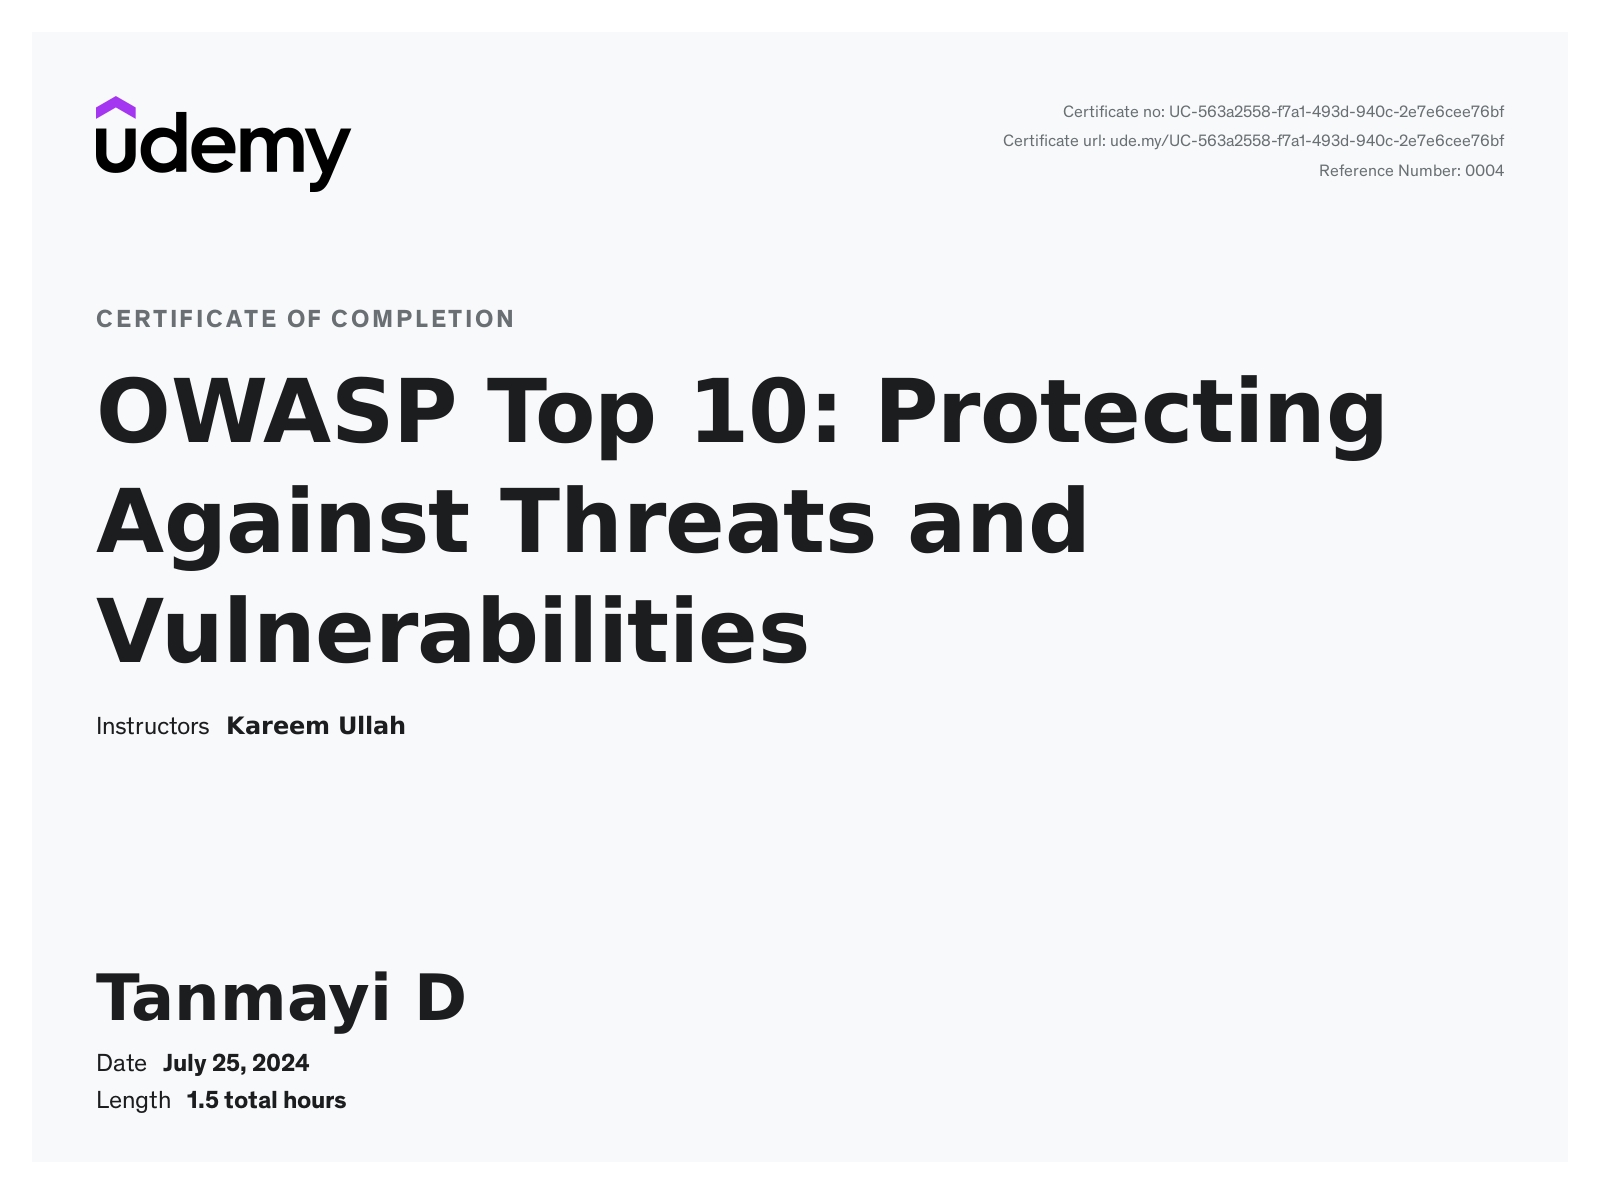 udemy
Certificate no: UC-563a2558-f7a1-493d-940c-2e7e6cee76bf
Certificate url: ude.my/UC-563a2558-f7a1-493d-940c-2e7e6cee76bf
Reference Number: 0004
CERTIFICATE OF COMPLETION
OWASP Top 10: Protecting
Against Threats and
Vulnerabilities
Instructors Kareem Ullah
Tanmayi D
Date July 25, 2024
Length 1.5 total hours